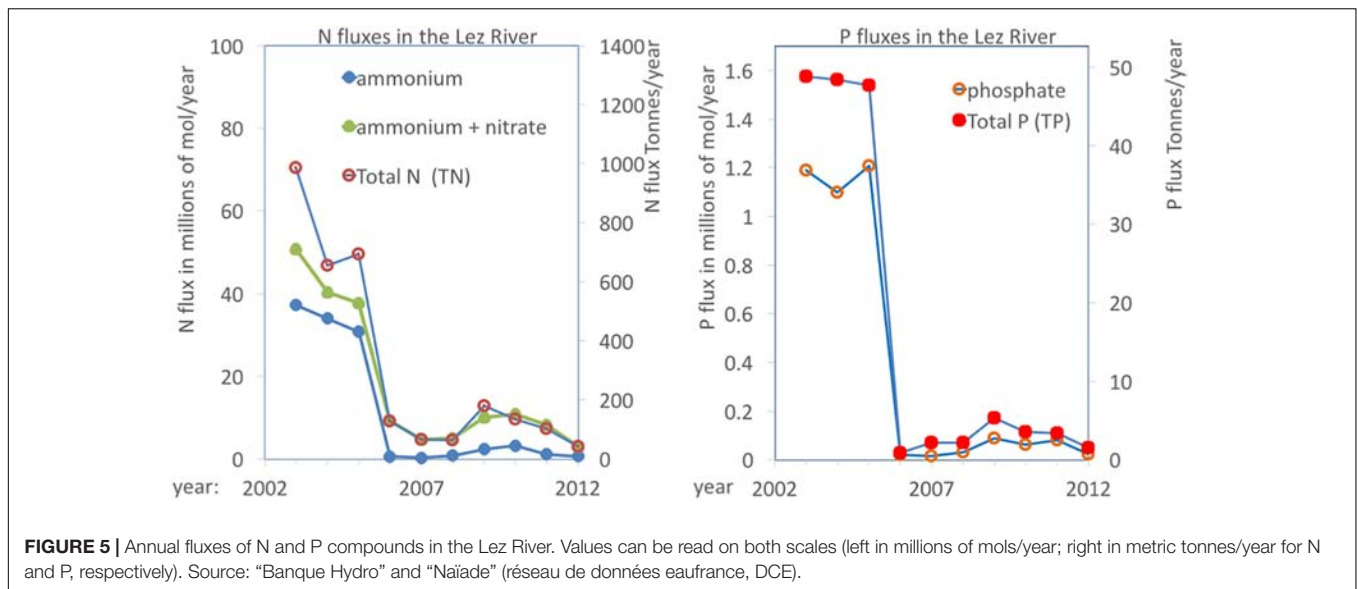 N fluxes in the Lez River
N flux in millions of mol/year
100
80
60
40
20
0
ammonium
ammonium + nitrate
Total N (TN)
1400
1200
1000
800
600
400
200
0
N flux Tonnes/year
year: 2002 2007 2012
P fluxes in the Lez River
P flux in millions of mol/year
1.6
1.4
1.2
1
0.8
0.6
0.4
0.2
0
phosphate
Total P (TP)
50
40
30
20
10
0
P flux Tonnes/year
year 2002 2007 2012
FIGURE 5 | Annual fluxes of N and P compounds in the Lez River. Values can be read on both scales (left in millions of mols/year; right in metric tonnes/year for N
and P, respectively). Source: “Banque Hydro” and “Naïade” (réseau de données eaufrance, DCE).